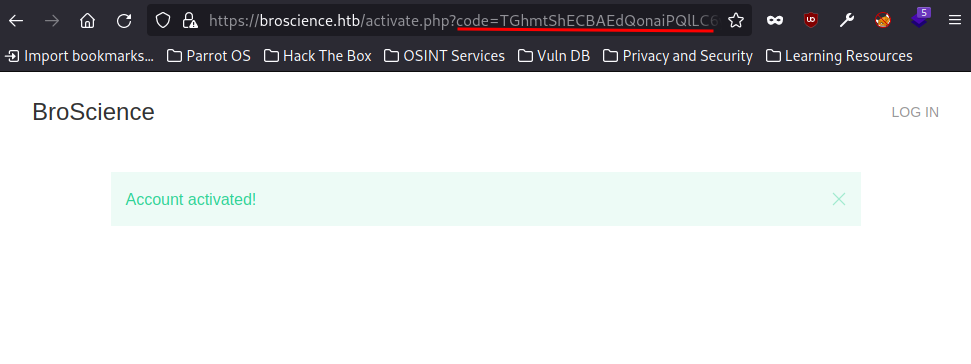 https://broscience.htb/activate.php?code=TGhmtShECBAEdQonaiPQlLC6
5
Import bookmarks... Parrot OS Hack The Box OSINT Services Vuln DB Privacy and Security Learning Resources
BroScience LOG IN
Account activated!